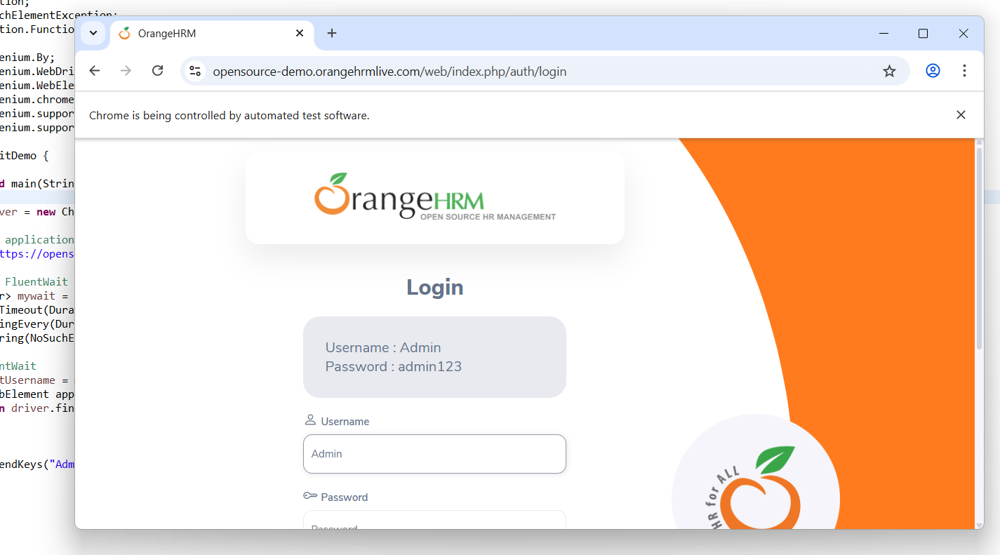 tion;
chElementException;
tion.Functio
OrangeHRM
enium.By;
enium.WebDri
opensource-demo.orangehrmlive.com/web/index.php/auth/login
enium.WebEle
enium.chrome
enium.suppor
Chrome is being controlled by automated test software.
enium.suppor
itDemo {
d main(Strin
ver = new Ch
OrangeHRM
OPEN SOURCE HR MANAGEMENT
application
ttps://opens
FluentWait
r> mywait =
Login
Timeout(Dura
ingEvery(Dur
ring(NoSuchE
Username : Admin
Password : admin123
ntWait
tUsername =
bElement app
n driver.fin
Username
Admin
endKeys("Adm
HR for ALL
Password
Password